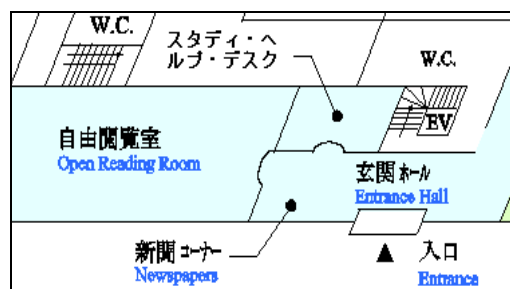 W.C.
スタディ・ヘ
ルプ・デスク
W.C.
EV
自由閲覧室
Open Reading Room
玄関ホール
Entrance Hall
新聞コーナー
Newspapers
入口
Entrance